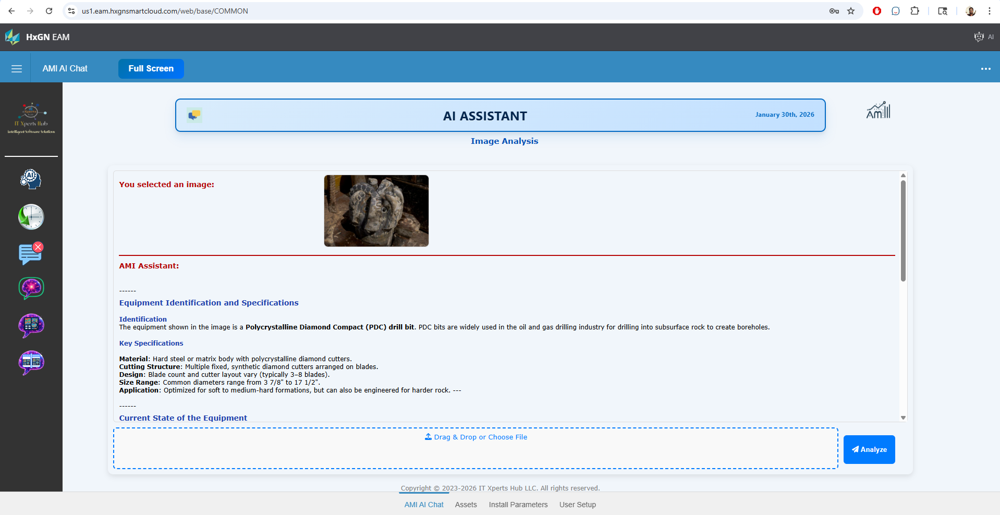 us1.eam.hxgnsmartcloud.com/web/base/COMMON
HxGN EAM
AI
AMI AI Chat
Full Screen
IT Xperts Hub
Intelligent Software Solutions
AI ASSISTANT
January 30th, 2026
AMI
Image Analysis
AI
You selected an image:
AMI Assistant:
------
Equipment Identification and Specifications
Identification
The equipment shown in the image is a Polycrystalline Diamond Compact (PDC) drill bit. PDC bits are widely used in the oil and gas drilling industry for drilling into subsurface rock to create boreholes.
Key Specifications
Material: Hard steel or matrix body with polycrystalline diamond cutters.
Cutting Structure: Multiple fixed, synthetic diamond cutters arranged on blades.
Design: Blade count and cutter layout vary (typically 3–8 blades).
Size Range: Common diameters range from 3 7/8" to 17 1/2".
Application: Optimized for soft to medium-hard formations, but can also be engineered for harder rock. ---
------
Current State of the Equipment
Drag & Drop or Choose File
Analyze
Copyright © 2023-2026 IT Xperts Hub LLC. All rights reserved.
AMI AI Chat
Assets
Install Parameters
User Setup